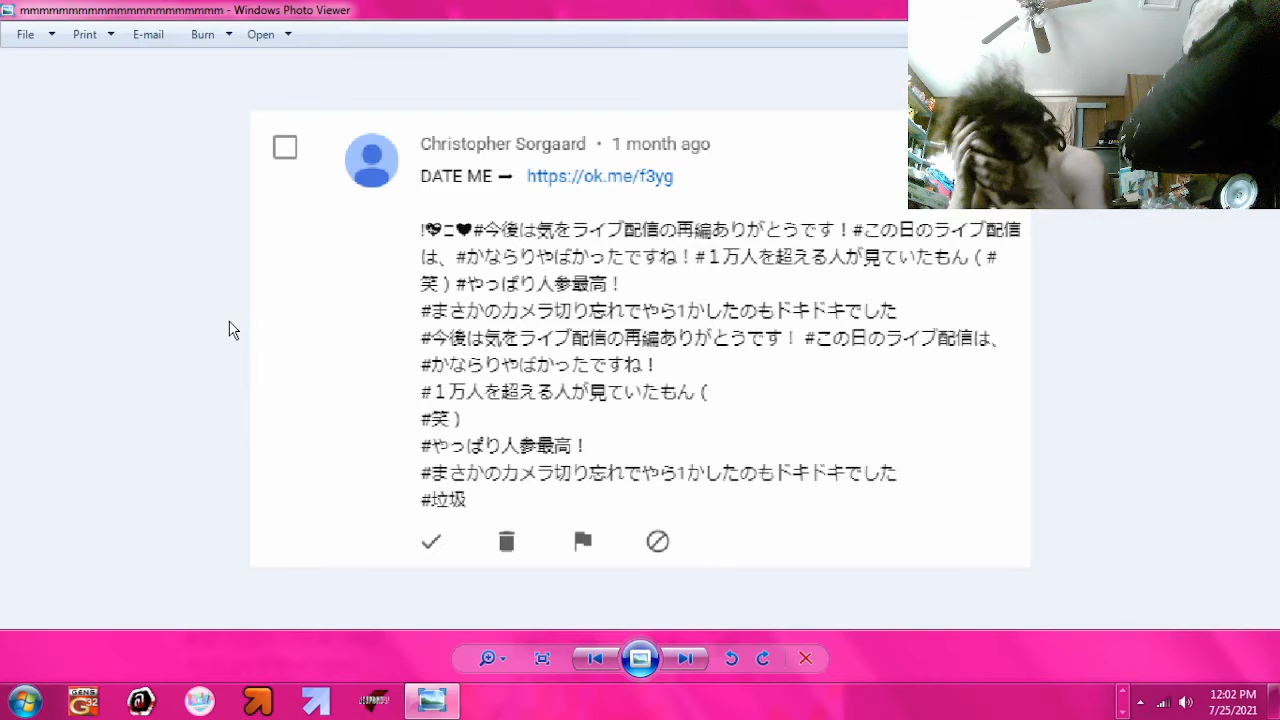 mmmmmmmmmmmmmmmmmmmmmm - Windows Photo Viewer
File Print E-mail Burn Open
Christopher Sorgaard • 1 month ago
DATE ME ➞ https://ok.me/f3yg
!💖ニ♥#今後は気をライブ配信の再編ありがとうです！#この日のライブ配信
は、#かならりやばかったですね！#１万人を超える人が見ていたもん（#
笑）#やっぱり人参最高！
#まさかのカメラ切り忘れでやら1かしたのもドキドキでした
#今後は気をライブ配信の再編ありがとうです！ #この日のライブ配信は、
#かならりやばかったですね！
#１万人を超える人が見ていたもん（
#笑）
#やっぱり人参最高！
#まさかのカメラ切り忘れでやら1かしたのもドキドキでした
#垃圾
GENS 32
JEOPARDY!
12:02 PM
7/25/2021